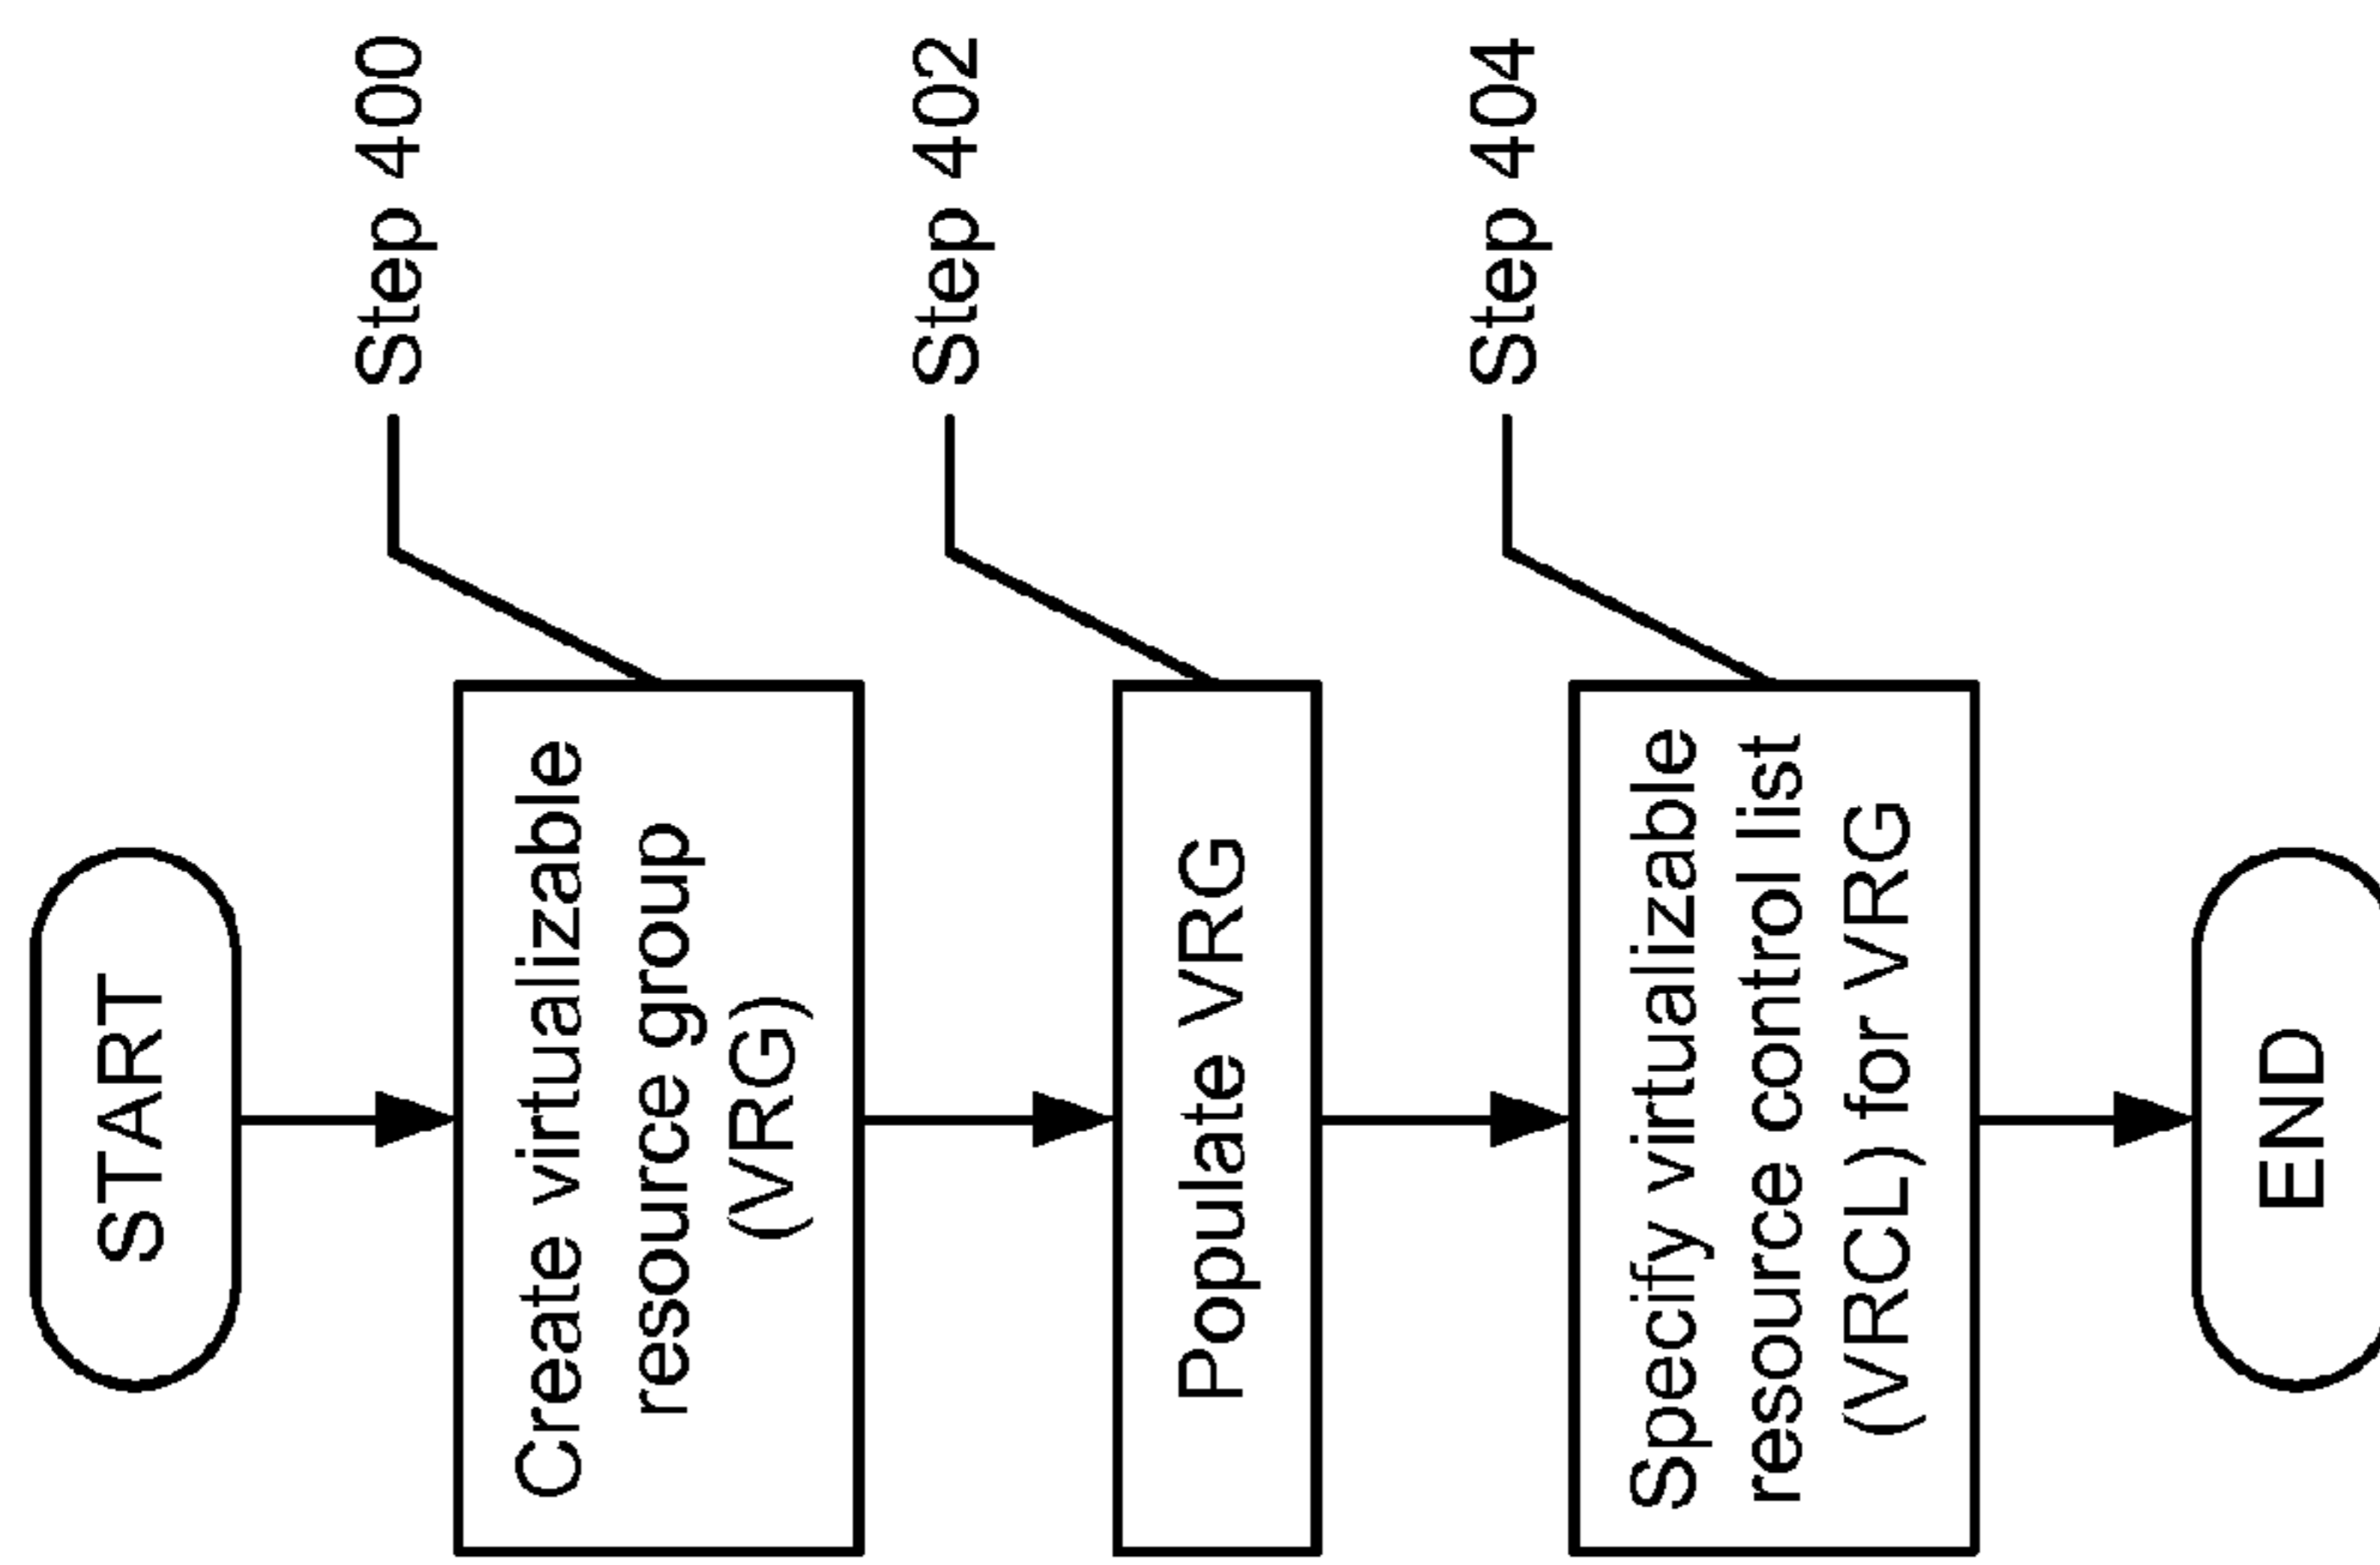 START
Create virtualizable
resource group
(VRG)
Step 400
Populate VRG
Step 402
Specify virtualizable
resource control list
(VRCL) for VRG
Step 404
END